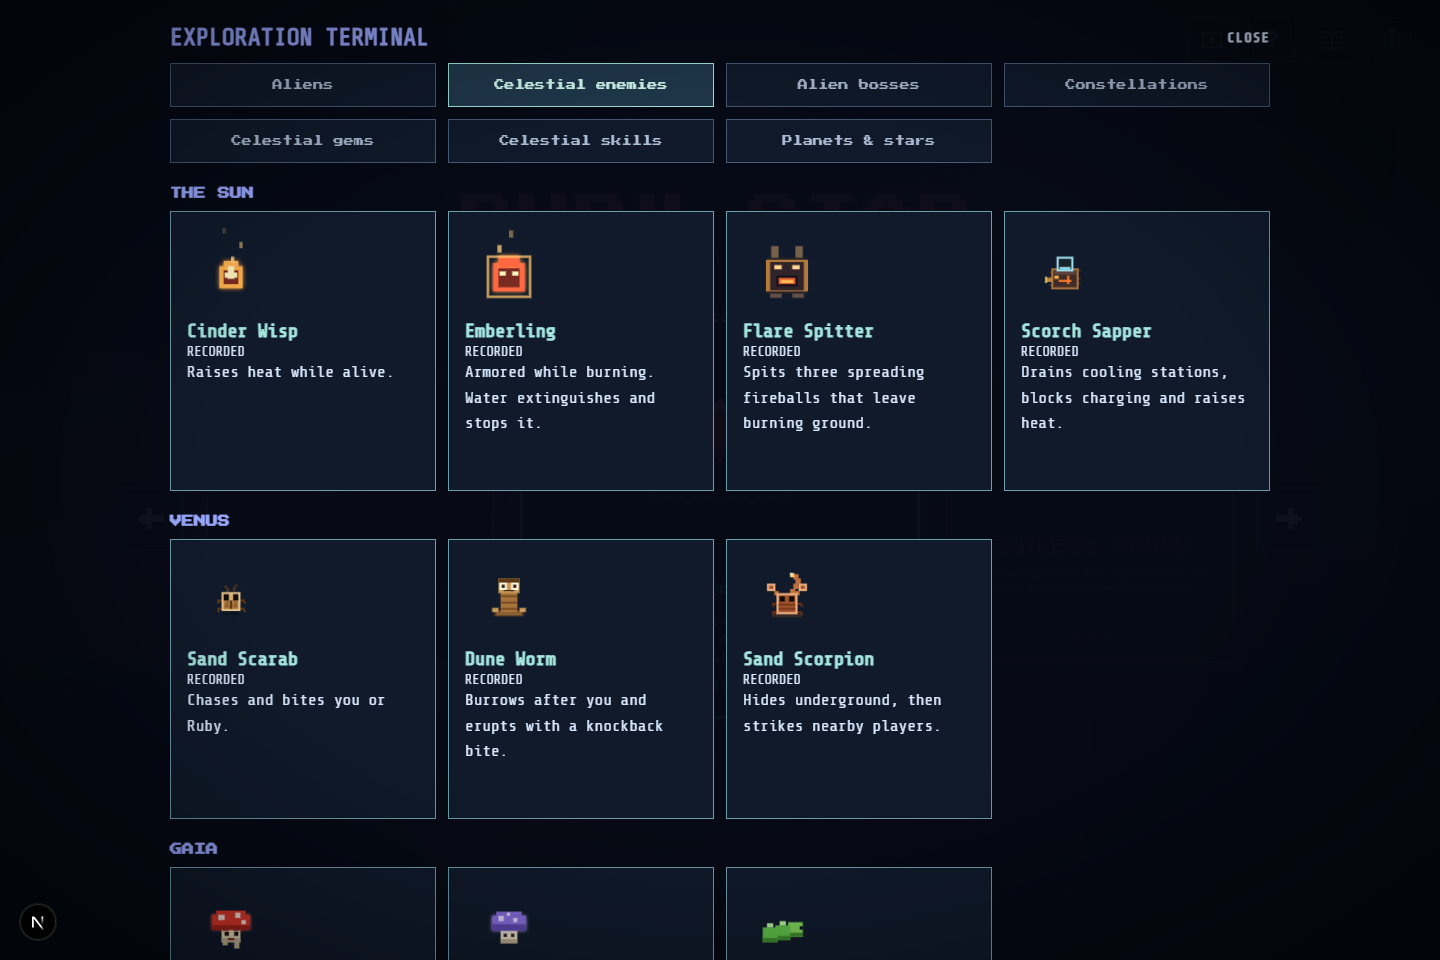 EXPLORATION TERMINAL
CLOSE
Aliens
Celestial enemies
Alien bosses
Constellations
Celestial gems
Celestial skills
Planets & stars
THE SUN
Cinder Wisp
RECORDED
Raises heat while alive.
Emberling
RECORDED
Armored while burning.
Water extinguishes and
stops it.
Flare Spitter
RECORDED
Spits three spreading
fireballs that leave
burning ground.
Scorch Sapper
RECORDED
Drains cooling stations,
blocks charging and raises
heat.
VENUS
Sand Scarab
RECORDED
Chases and bites you or
Ruby.
Dune Worm
RECORDED
Burrows after you and
erupts with a knockback
bite.
Sand Scorpion
RECORDED
Hides underground, then
strikes nearby players.
GAIA
N